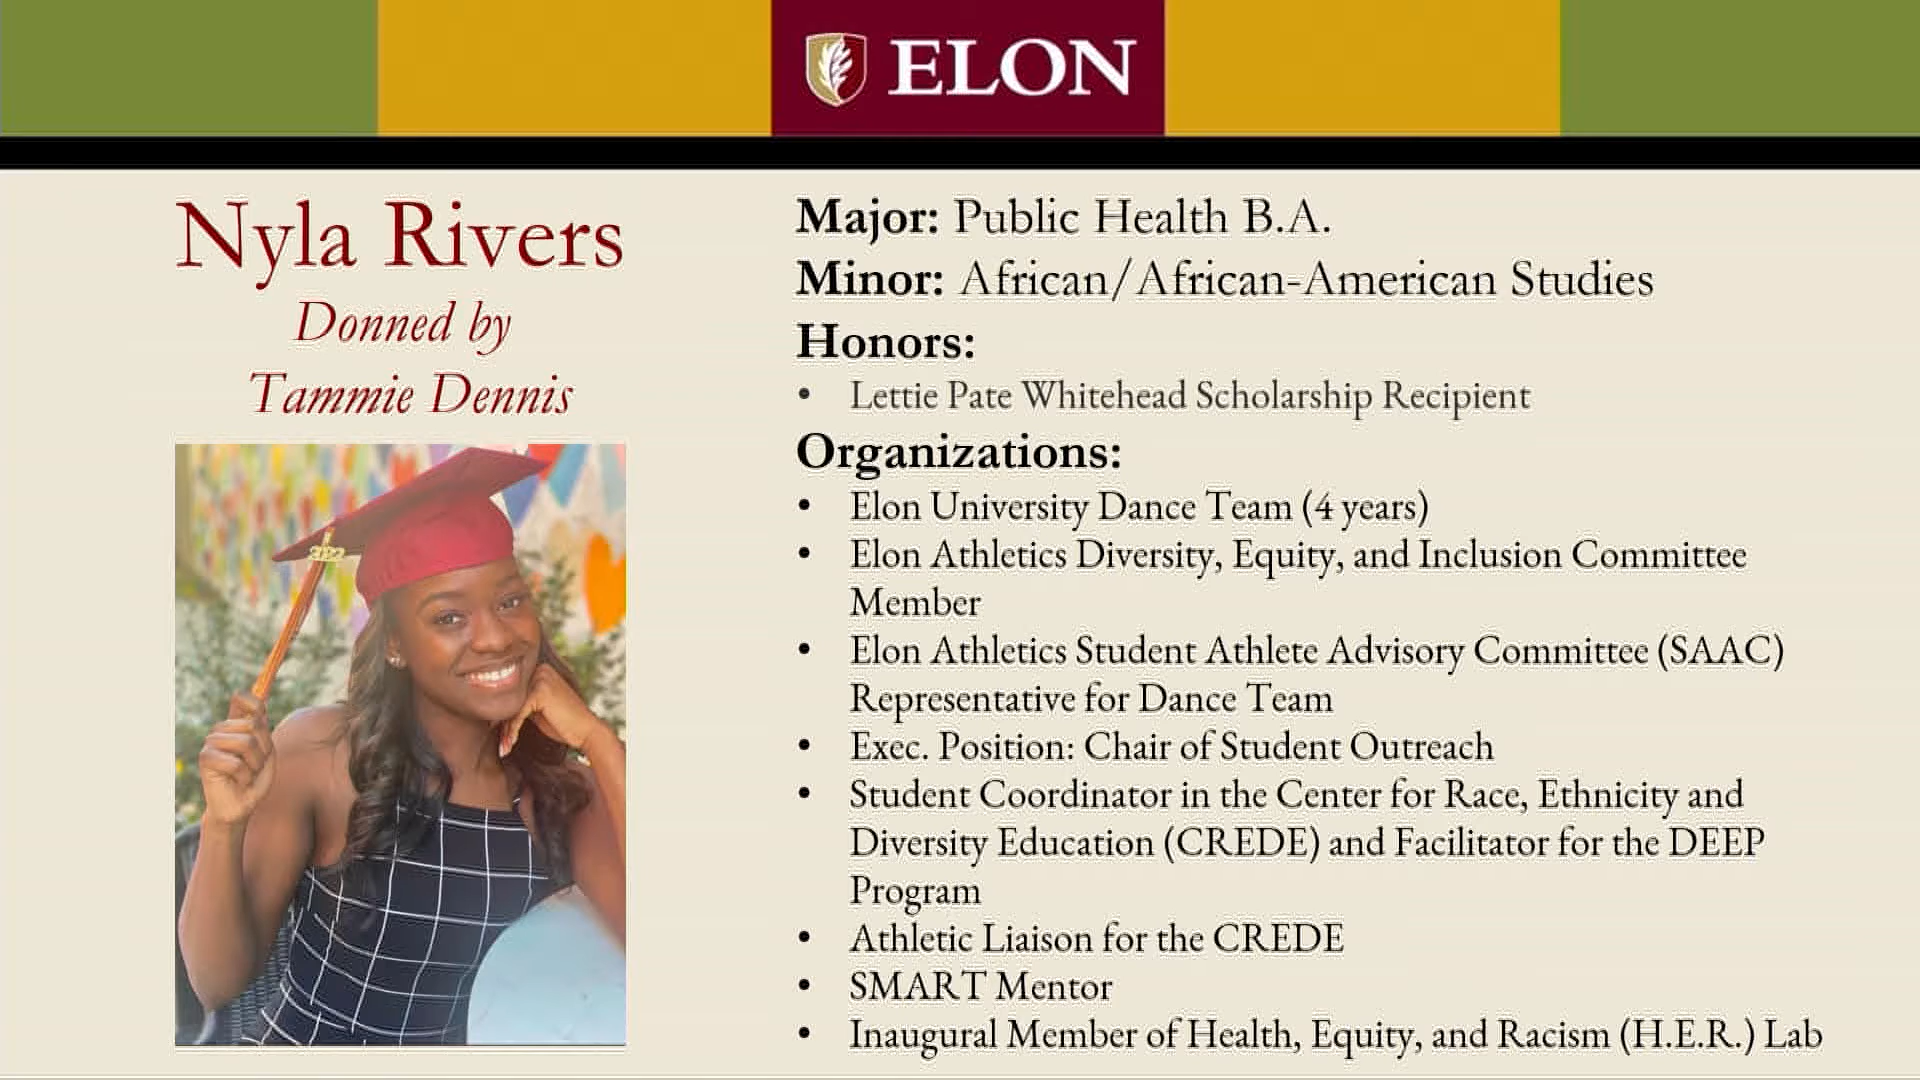 ELON
Nyla Rivers
Donned by
Tammie Dennis
Major: Public Health B.A.
Minor: African/African-American Studies
Honors:
• Lettie Pate Whitehead Scholarship Recipient
Organizations:
• Elon University Dance Team (4 years)
• Elon Athletics Diversity, Equity, and Inclusion Committee
Member
• Elon Athletics Student Athlete Advisory Committee (SAAC)
Representative for Dance Team
• Exec. Position: Chair of Student Outreach
• Student Coordinator in the Center for Race, Ethnicity and
Diversity Education (CREDE) and Facilitator for the DEEP
Program
• Athletic Liaison for the CREDE
• SMART Mentor
• Inaugural Member of Health, Equity, and Racism (H.E.R.) Lab